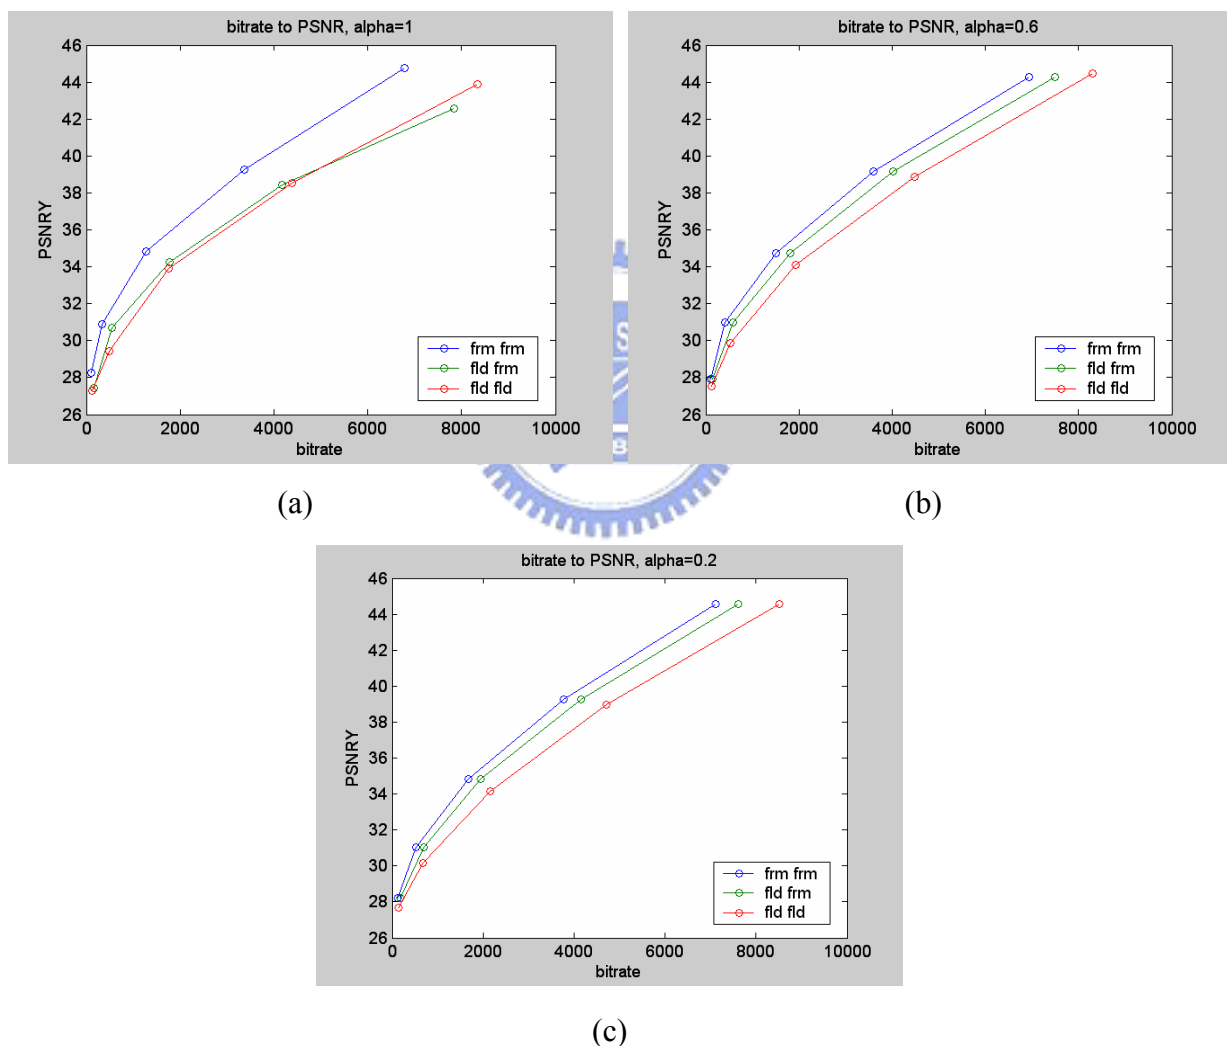 bitrate to PSNR, alpha=1
46
44
42
40
38
36
34
32
30
28
26
PSNRY
frm frm
fld frm
fld fld
0 2000 4000 6000 8000 10000
bitrate
(a)
bitrate to PSNR, alpha=0.6
46
44
42
40
38
36
34
32
30
28
26
PSNRY
frm frm
fld frm
fld fld
0 2000 4000 6000 8000 10000
bitrate
(b)
S
8
bitrate to PSNR, alpha=0.2
46
44
42
40
38
36
34
32
30
28
26
PSNRY
frm frm
fld frm
fld fld
0 2000 4000 6000 8000 10000
bitrate
(c)